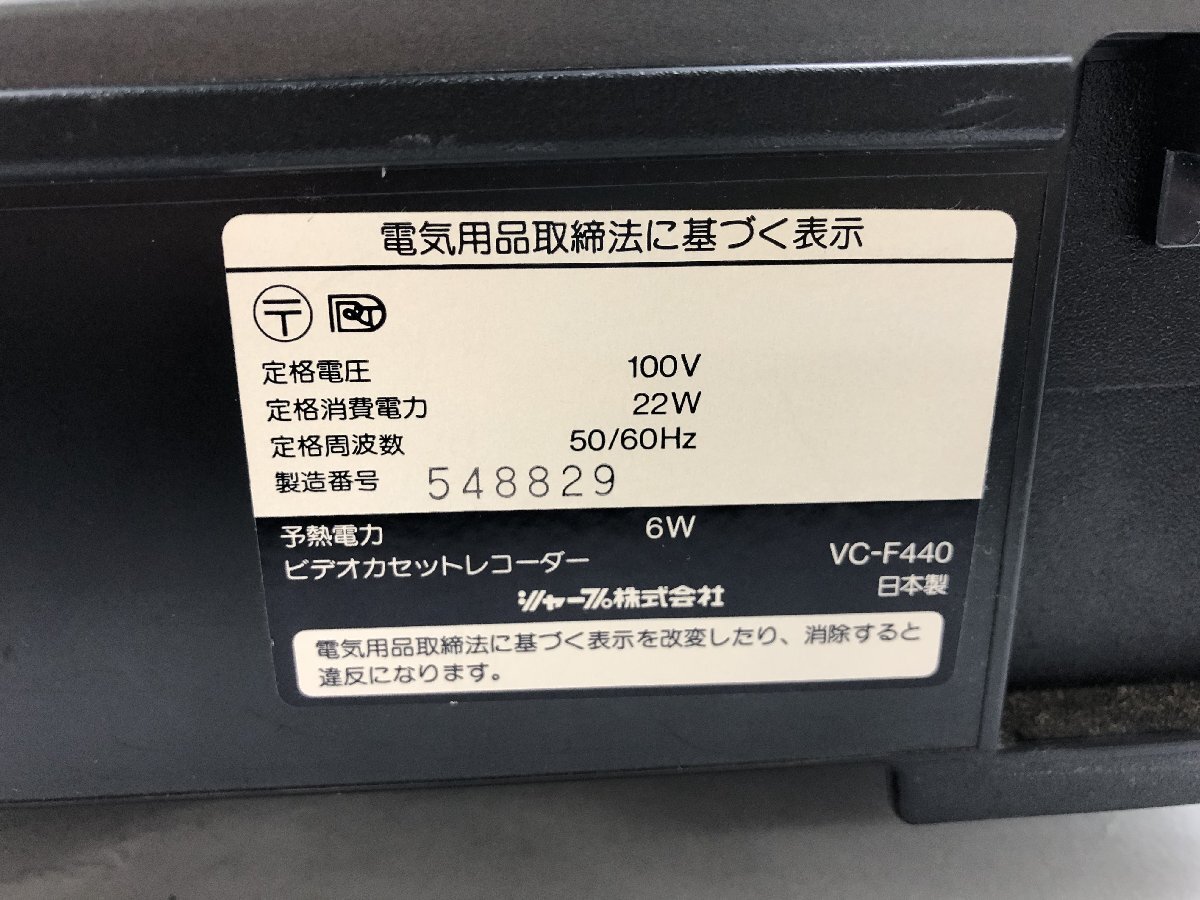 電気用品取締法に基づく表示
〒
定格電圧 100V
定格消費電力 22W
定格周波数 50/60Hz
製造番号 548829
予熱電力 6W
ビデオカセットレコーダー VC-F440
日本製
シャープ株式会社
電気用品取締法に基づく表示を改変したり、消除すると
違反になります。